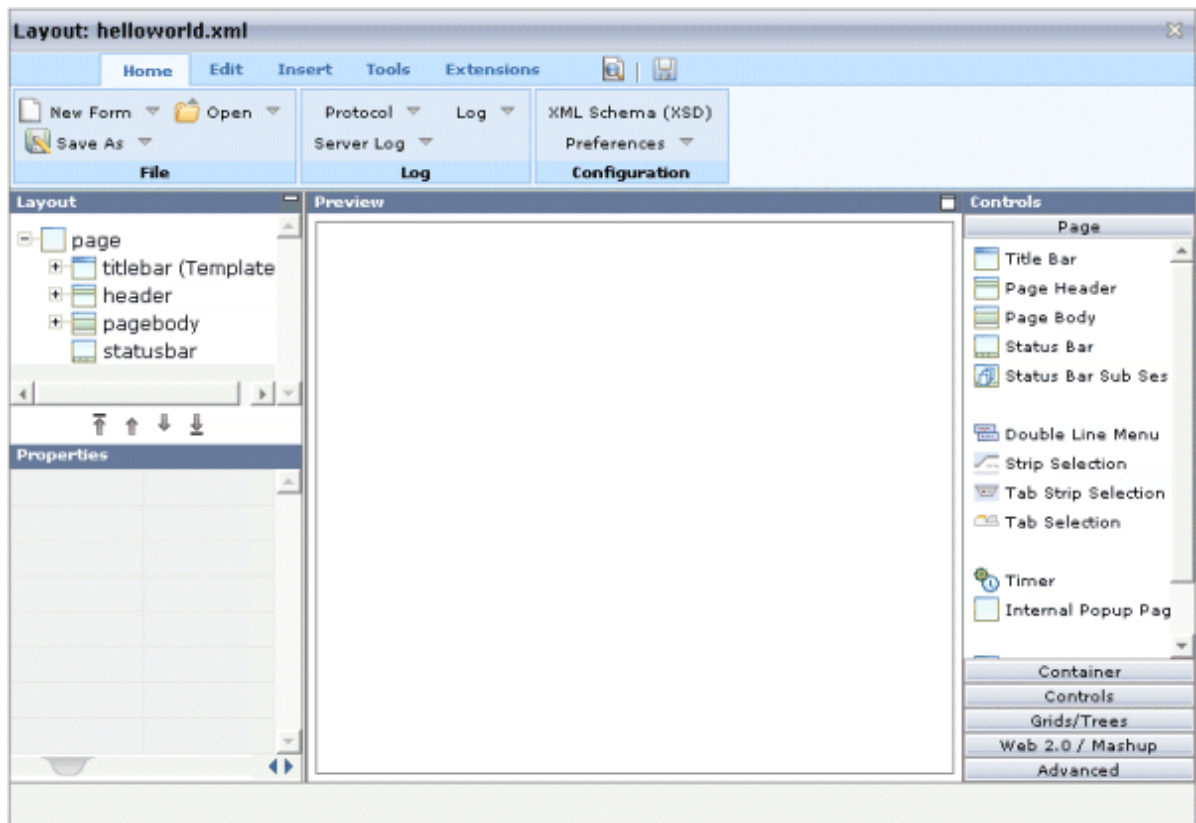 Layout: helloworld.xml
Home Edit Insert Tools Extensions
New Form Open
Save As
File
Protocol Log
Server Log
Log
XML Schema (XSD)
Preferences
Configuration
Layout
page
titlebar (Template
header
pagebody
statusbar
Properties
Preview
Controls
Page
Title Bar
Page Header
Page Body
Status Bar
Status Bar Sub Ses
Double Line Menu
Strip Selection
Tab Strip Selection
Tab Selection
Timer
Internal Popup Pag
Container
Controls
Grids/Trees
Web 2.0 / Mashup
Advanced